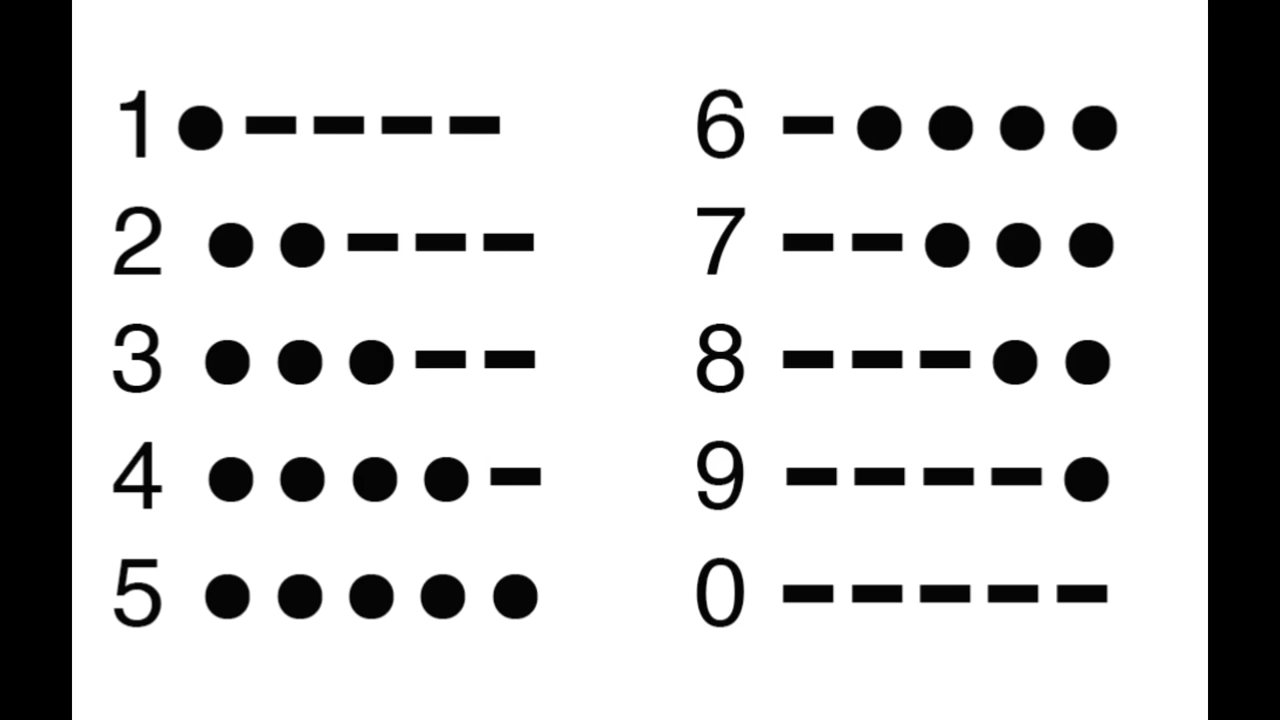 1 ● – – – –
2 ● ● – – –
3 ● ● ● – –
4 ● ● ● ● –
5 ● ● ● ● ●
6 – ● ● ● ●
7 – – ● ● ●
8 – – – ● ●
9 – – – – ●
0 – – – – –